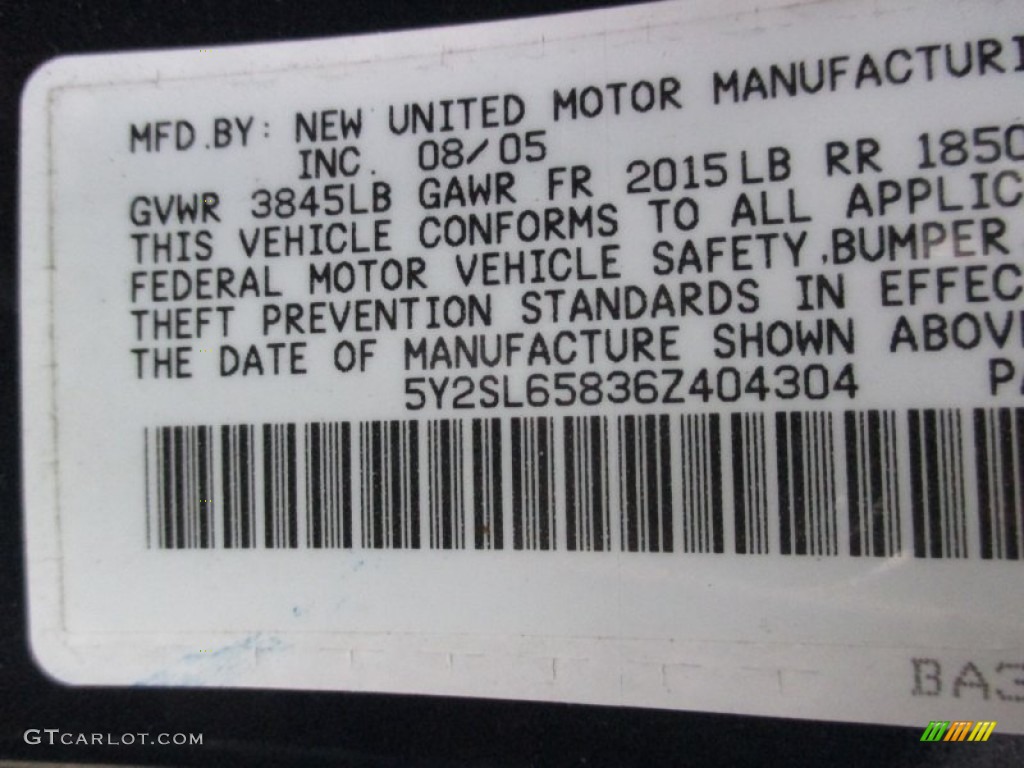 MFD.BY: NEW UNITED MOTOR MANUFACTURI
INC. 08/05
GVWR 3845LB GAWR FR 2015LB RR 1850
THIS VEHICLE CONFORMS TO ALL APPLIC
FEDERAL MOTOR VEHICLE SAFETY,BUMPER
THEFT PREVENTION STANDARDS IN EFFEC
THE DATE OF MANUFACTURE SHOWN ABOVE
5Y2SL65836Z404304 PA
BA3
GTCARLOT.COM